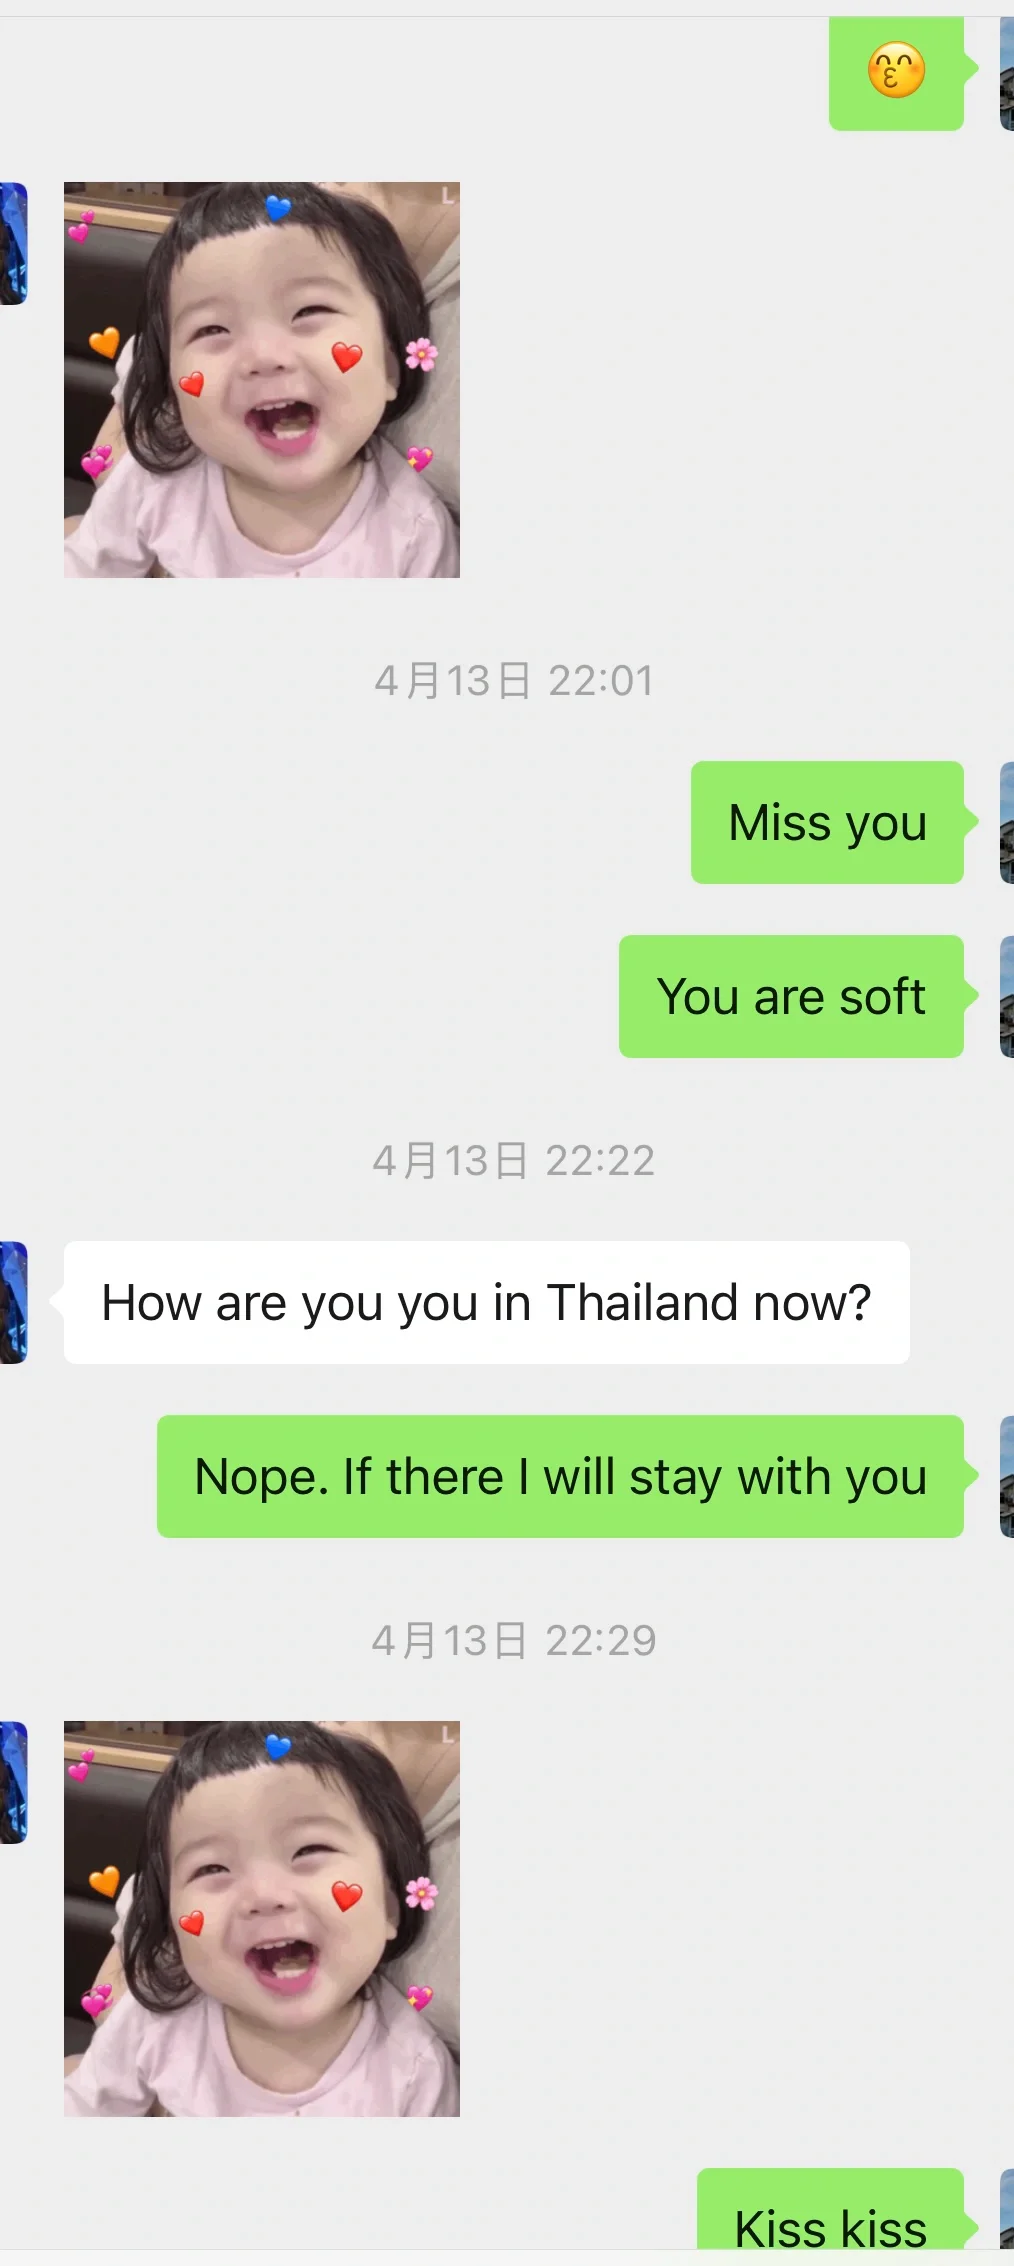 L
4月13日 22:01
Miss you
You are soft
4月13日 22:22
How are you you in Thailand now?
Nope. If there I will stay with you
4月13日 22:29
L
Kiss kiss